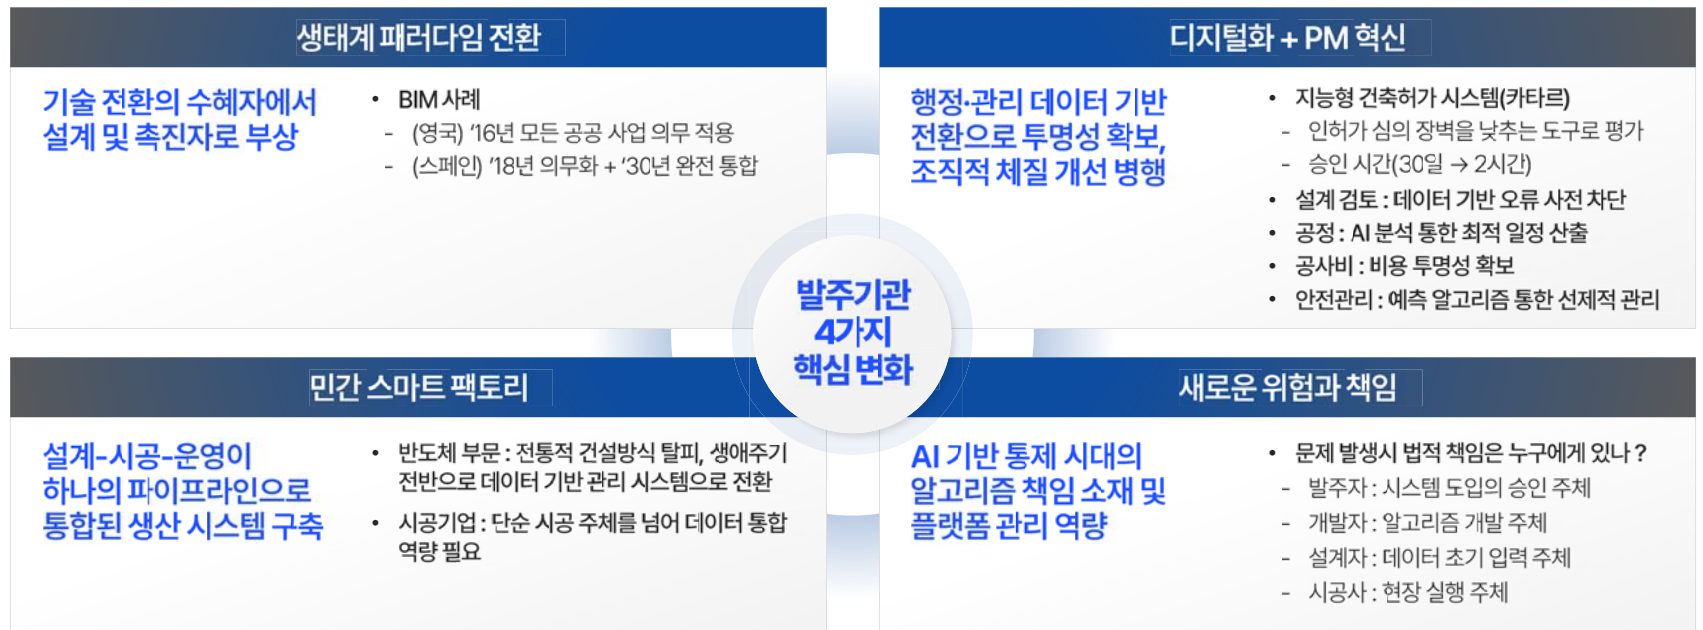 생태계 패러다임 전환
기술 전환의 수혜자에서
설계 및 촉진자로 부상
• BIM 사례
- (영국) ‘16년 모든 공공 사업 의무 적용
- (스페인) ’18년 의무화 + ‘30년 완전 통합
디지털화 + PM 혁신
행정·관리 데이터 기반
전환으로 투명성 확보,
조직적 체질 개선 병행
• 지능형 건축허가 시스템(카타르)
- 인허가 심의 장벽을 낮추는 도구로 평가
- 승인 시간(30일 → 2시간)
• 설계 검토 : 데이터 기반 오류 사전 차단
• 공정 : AI 분석 통한 최적 일정 산출
• 공사비 : 비용 투명성 확보
• 안전관리 : 예측 알고리즘 통한 선제적 관리
발주기관
4가지
핵심 변화
민간 스마트 팩토리
설계-시공-운영이
하나의 파이프라인으로
통합된 생산 시스템 구축
• 반도체 부문 : 전통적 건설방식 탈피, 생애주기
전반으로 데이터 기반 관리 시스템으로 전환
• 시공기업 : 단순 시공 주체를 넘어 데이터 통합
역량 필요
새로운 위험과 책임
AI 기반 통제 시대의
알고리즘 책임 소재 및
플랫폼 관리 역량
• 문제 발생시 법적 책임은 누구에게 있나 ?
- 발주자 : 시스템 도입의 승인 주체
- 개발자 : 알고리즘 개발 주체
- 설계자 : 데이터 초기 입력 주체
- 시공사 : 현장 실행 주체